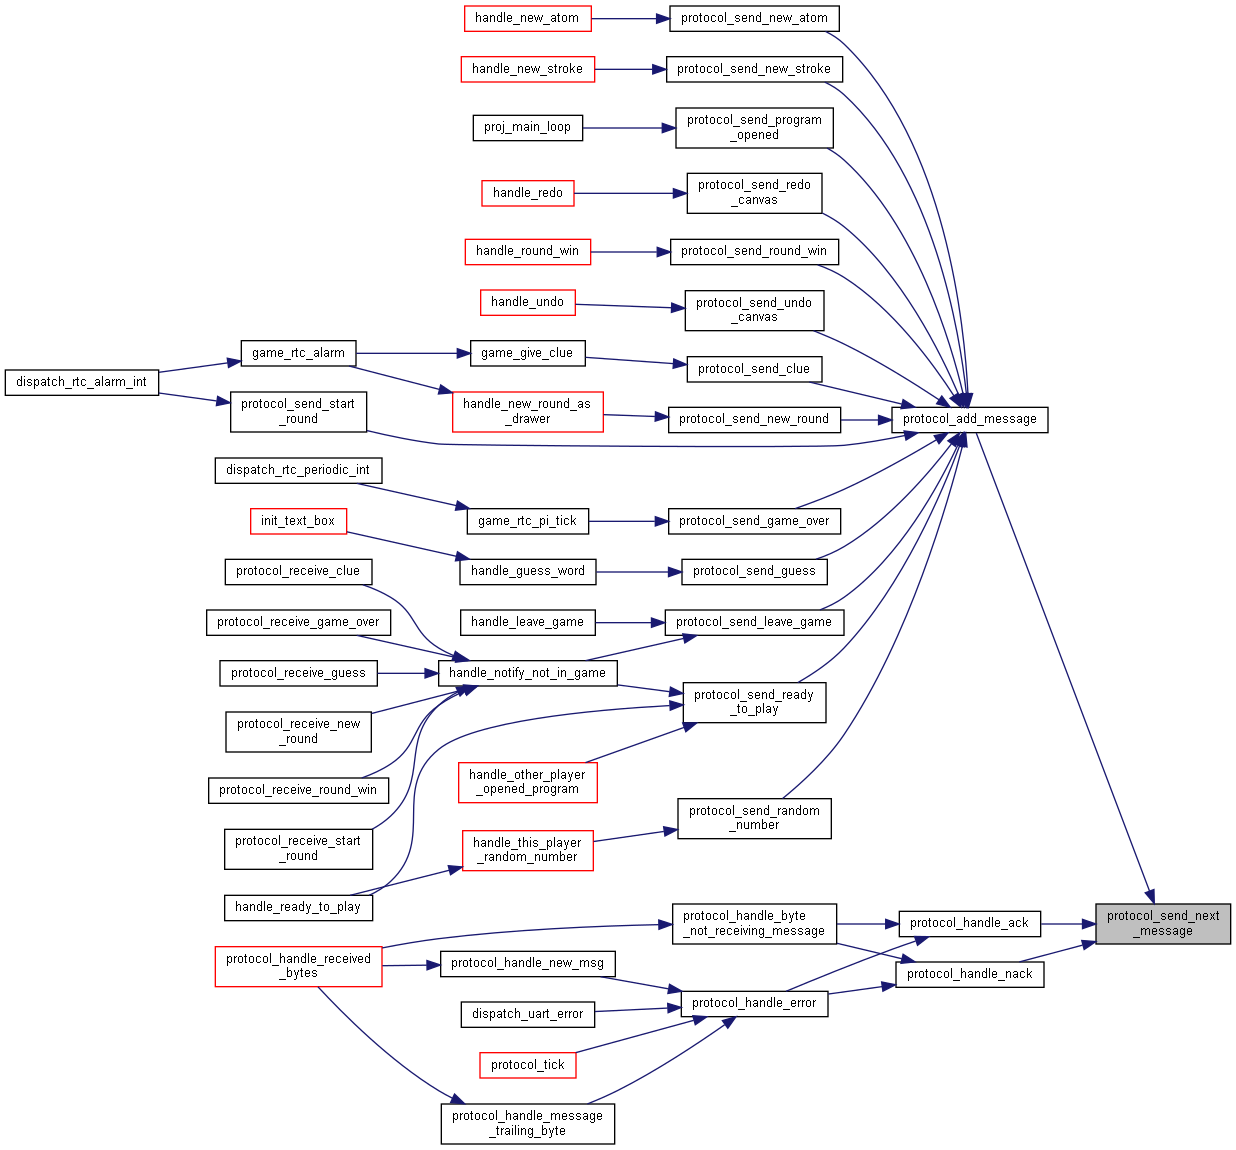 handle_new_atom
protocol_send_new_atom
handle_new_stroke
protocol_send_new_stroke
proj_main_loop
protocol_send_program
_opened
handle_redo
protocol_send_redo
_canvas
handle_round_win
protocol_send_round_win
handle_undo
protocol_send_undo
_canvas
dispatch_rtc_alarm_int
game_rtc_alarm
game_give_clue
protocol_send_clue
protocol_send_start
_round
handle_new_round_as
_drawer
protocol_send_new_round
protocol_add_message
dispatch_rtc_periodic_int
game_rtc_pi_tick
protocol_send_game_over
init_text_box
handle_guess_word
protocol_send_guess
protocol_receive_clue
protocol_receive_game_over
handle_leave_game
protocol_send_leave_game
protocol_receive_guess
handle_notify_not_in_game
protocol_send_ready
_to_play
protocol_receive_new
_round
protocol_receive_round_win
handle_other_player
_opened_program
protocol_send_random
_number
protocol_receive_start
_round
handle_this_player
_random_number
handle_ready_to_play
protocol_handle_byte
_not_receiving_message
protocol_handle_ack
protocol_send_next
_message
protocol_handle_received
_bytes
protocol_handle_new_msg
protocol_handle_nack
dispatch_uart_error
protocol_handle_error
protocol_tick
protocol_handle_message
_trailing_byte